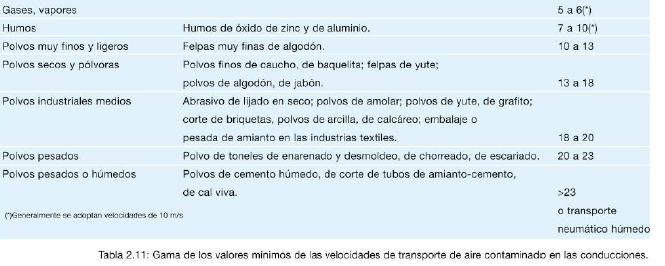 Gases, vapores 5 a 6(*)
Humos Humos de óxido de zinc y de aluminio. 7 a 10(*)
Polvos muy finos y ligeros Felpas muy finas de algodón. 10 a 13
Polvos secos y pólvoras Polvos finos de caucho, de baquelita; felpas de yute;
polvos de algodón, de jabón. 13 a 18
Polvos industriales medios Abrasivo de lijado en seco; polvos de amolar; polvos de yute, de grafito;
corte de briquetas, polvos de arcilla, de calcáreo; embalaje o
pesada de amianto en las industrias textiles. 18 a 20
Polvos pesados Polvo de toneles de enarenado y desmoldeo, de chorreado, de escariado. 20 a 23
Polvos pesados o húmedos Polvos de cemento húmedo, de corte de tubos de amianto-cemento,
de cal viva. >23
(*)Generalmente se adoptan velocidades de 10 m/s o transporte
neumático húmedo
Tabla 2.11: Gama de los valores mínimos de las velocidades de transporte de aire contaminado en las conducciones.